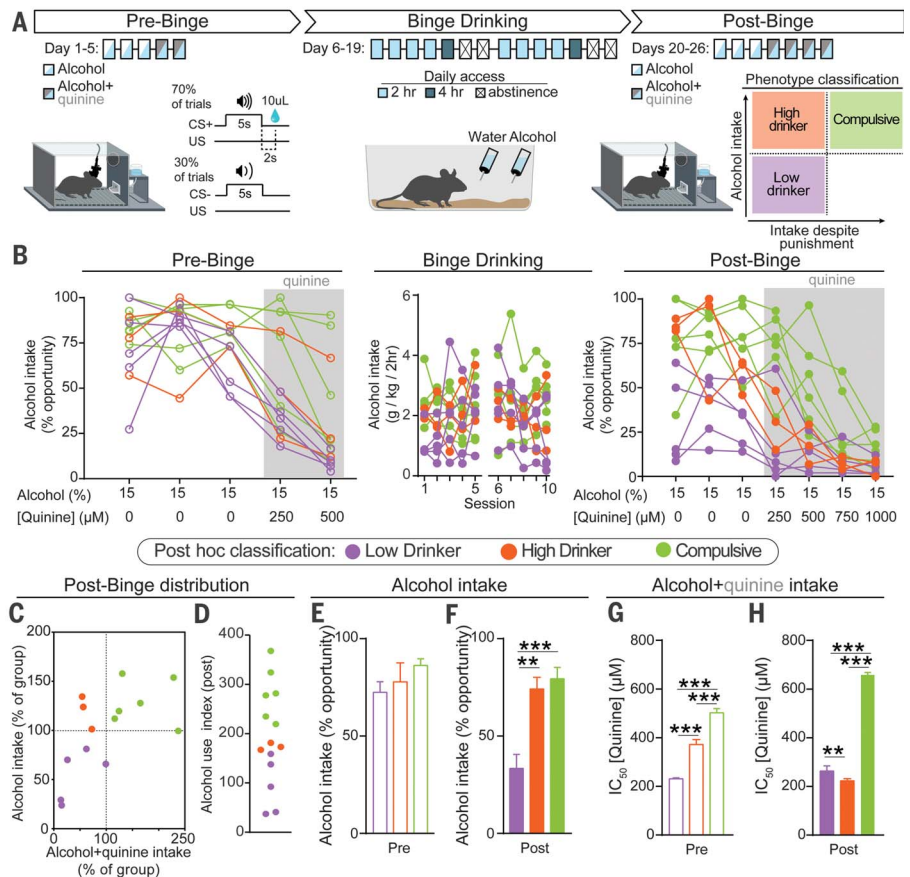 A
Pre-Binge
Binge Drinking
Post-Binge
Day 1-5:
Alcohol
Alcohol+
quinine
70%
of trials
10uL
CS+
5s
US
2s
30%
of trials
CS-
5s
US
Day 6-19:
Daily access
2 hr 4 hr abstinence
Water Alcohol
Days 20-26:
Alcohol
Alcohol+
quinine
Phenotype classification
Alcohol intake
High
drinker
Compulsive
Low
drinker
Intake despite
punishment
B
Pre-Binge
quinine
Alcohol intake
(% opportunity)
100
75
50
25
0
Alcohol (%) 15 15 15 15 15
[Quinine] (µM) 0 0 0 250 500
Binge Drinking
Alcohol intake
(g / kg / 2hr)
6
4
2
0
1 5 6 10
Session
Post-Binge
quinine
Alcohol intake
(% opportunity)
100
75
50
25
0
Alcohol (%) 15 15 15 15 15 15 15
[Quinine] (µM) 0 0 0 250 500 750 1000
Post hoc classification: Low Drinker High Drinker Compulsive
Post-Binge distribution
Alcohol intake
Alcohol+quinine intake
C
Alcohol intake (% of group)
200
150
100
50
0
0 100 250
Alcohol+quinine intake
(% of group)
D
Alcohol use index (post)
400
300
200
100
0
E
Alcohol intake (% opportunity)
100
50
0
Pre
F
Alcohol intake (% opportunity)
100
50
0
***
**
Post
G
IC50 [Quinine] (µM)
800
600
400
200
0
***
***
***
Pre
H
IC50 [Quinine] (µM)
800
600
400
200
0
***
***
**
Post